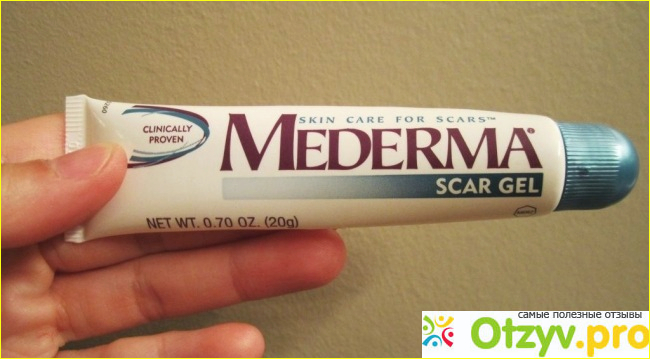 CLINICALLY
PROVEN
SKIN CARE FOR SCARS™
MEDERMA®
SCAR GEL
NET WT. 0.70 OZ. (20g)
самые полезные отзывы
Otzyv.pro